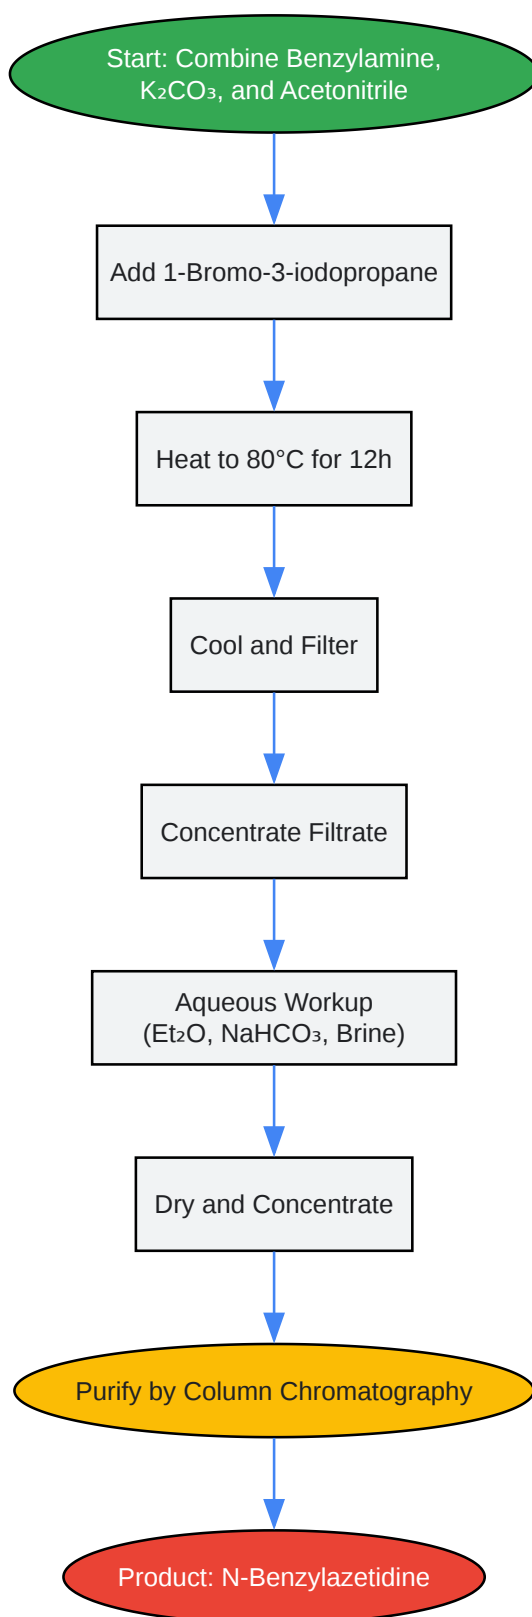 Start: Combine Benzylamine,
K₂CO₃, and Acetonitrile
Add 1-Bromo-3-iodopropane
Heat to 80°C for 12h
Cool and Filter
Concentrate Filtrate
Aqueous Workup
(Et₂O, NaHCO₃, Brine)
Dry and Concentrate
Purify by Column Chromatography
Product: N-Benzylazetidine